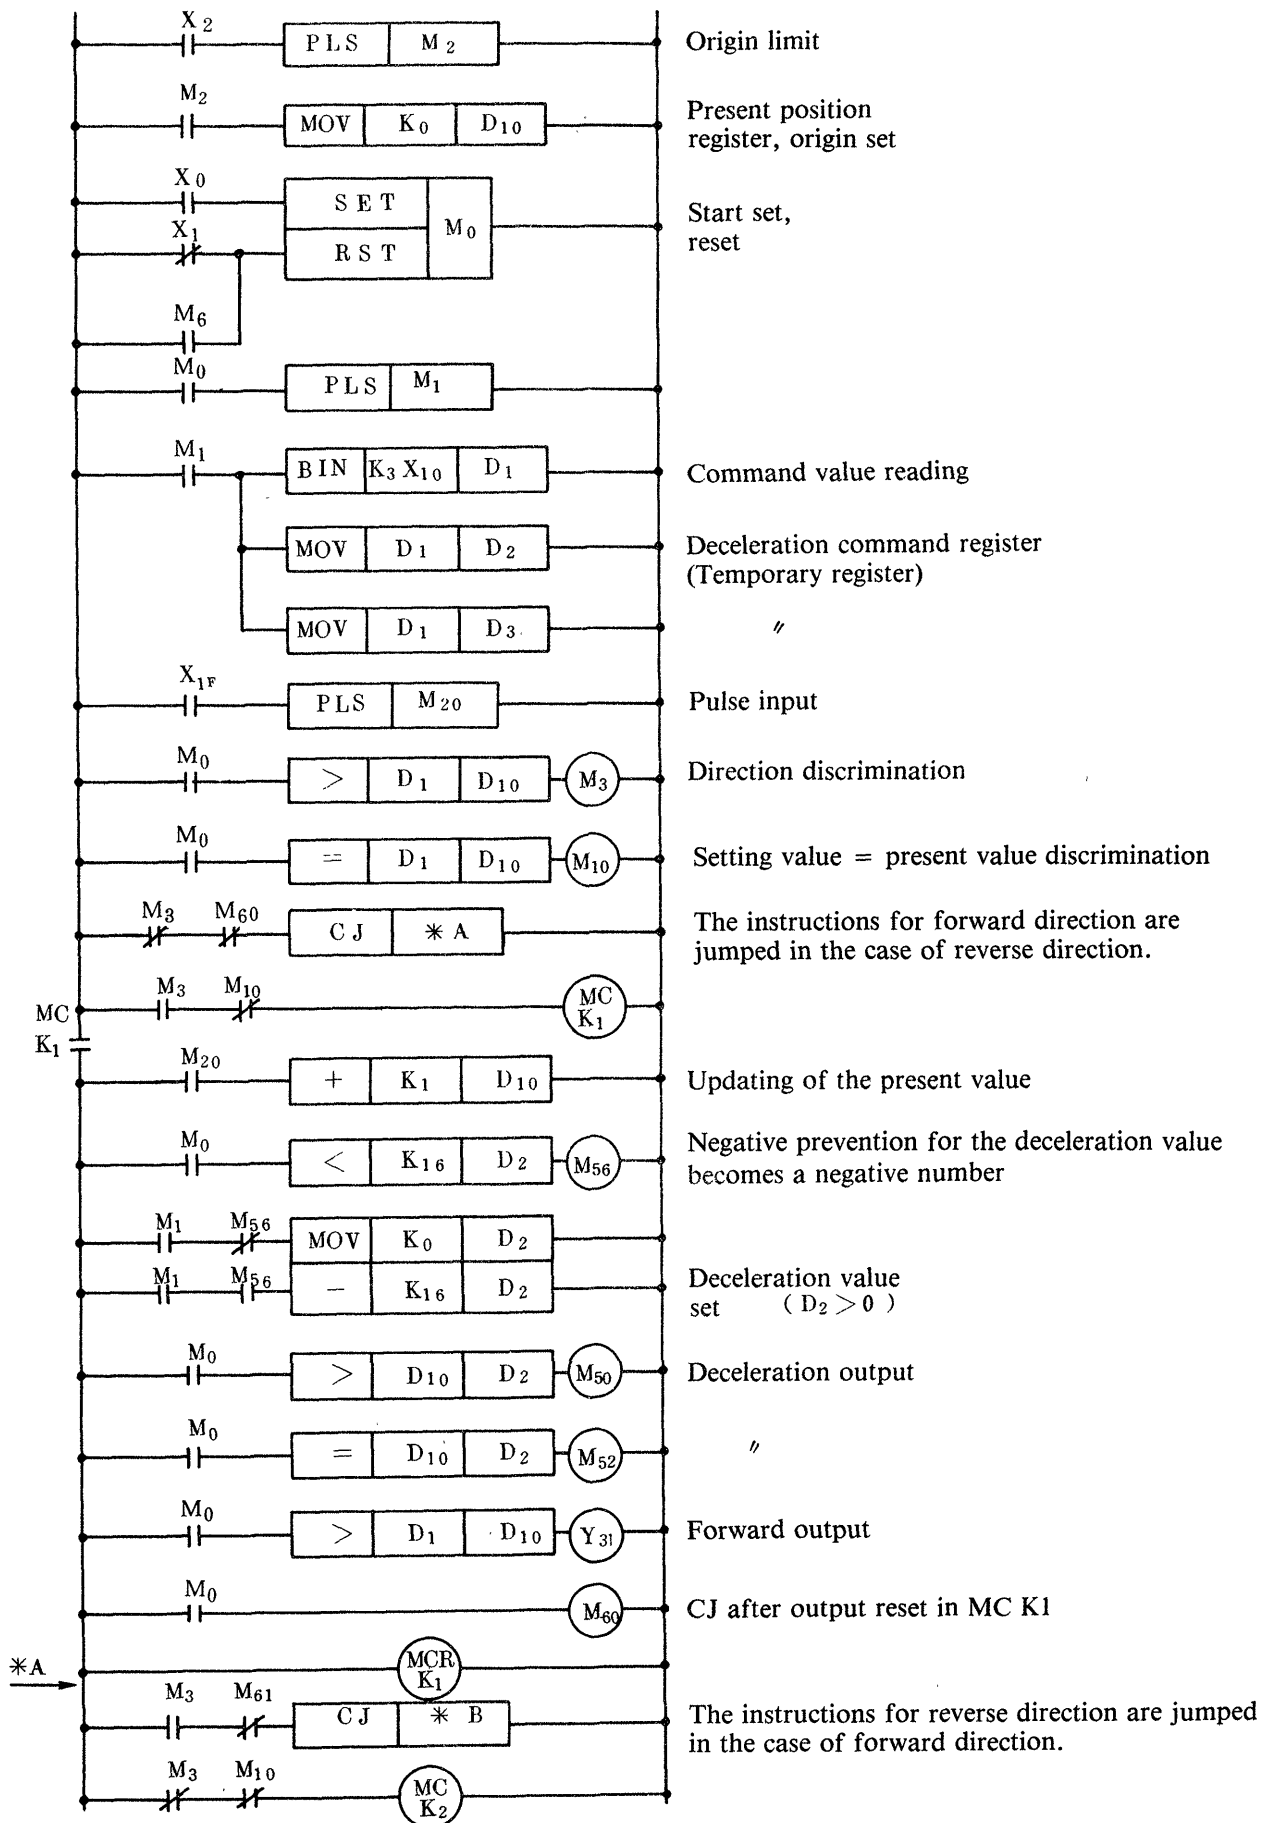 X2
PLS M2 Origin limit
M2
MOV K0 D10 Present position
register, origin set
X0
SET
X1 M0 Start set,
RST reset
M6
M0
PLS M1
M1
BIN K3X10 D1 Command value reading
MOV D1 D2 Deceleration command register
(Temporary register)
MOV D1 D3 〃
X1F
PLS M20 Pulse input
M0
> D1 D10 M3 Direction discrimination
M0
= D1 D10 M10 Setting value = present value discrimination
M3 M60
CJ *A The instructions for forward direction are
jumped in the case of reverse direction.
M3 M10
MC MC
K1
K1
M20
+ K1 D10 Updating of the present value
M0
< K16 D2 M56 Negative prevention for the deceleration value
becomes a negative number
M1 M56
MOV K0 D2
M1 M56
- K16 D2 Deceleration value
set (D2>0)
M0
> D10 D2 M50 Deceleration output
M0
= D10 D2 M52 〃
M0
> D1 D10 Y31 Forward output
M0
M60 CJ after output reset in MC K1
*A MCR
K1
M3 M61
CJ * B The instructions for reverse direction are jumped
in the case of forward direction.
M3 M10
MC
K2